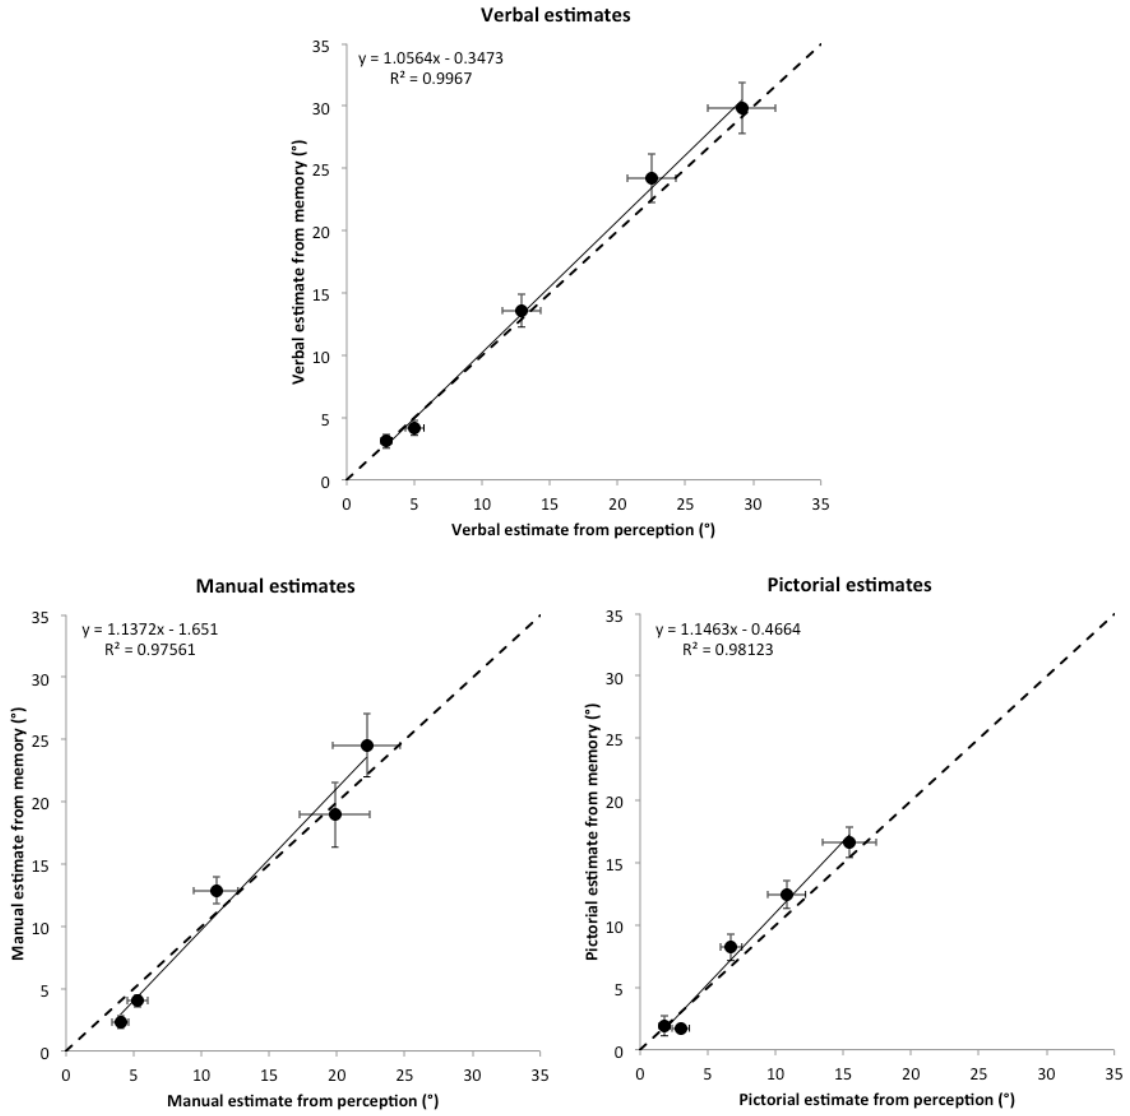 Verbal estimates
y = 1.0564x - 0.3473
R² = 0.9967
35
30
25
20
15
10
5
0
Verbal estimate from memory (°)
0 5 10 15 20 25 30 35
Verbal estimate from perception (°)
Manual estimates
y = 1.1372x - 1.651
R² = 0.97561
35
30
25
20
15
10
5
0
Manual estimate from memory (°)
0 5 10 15 20 25 30 35
Manual estimate from perception (°)
Pictorial estimates
y = 1.1463x - 0.4664
R² = 0.98123
35
30
25
20
15
10
5
0
Pictorial estimate from memory (°)
0 5 10 15 20 25 30 35
Pictorial estimate from perception (°)